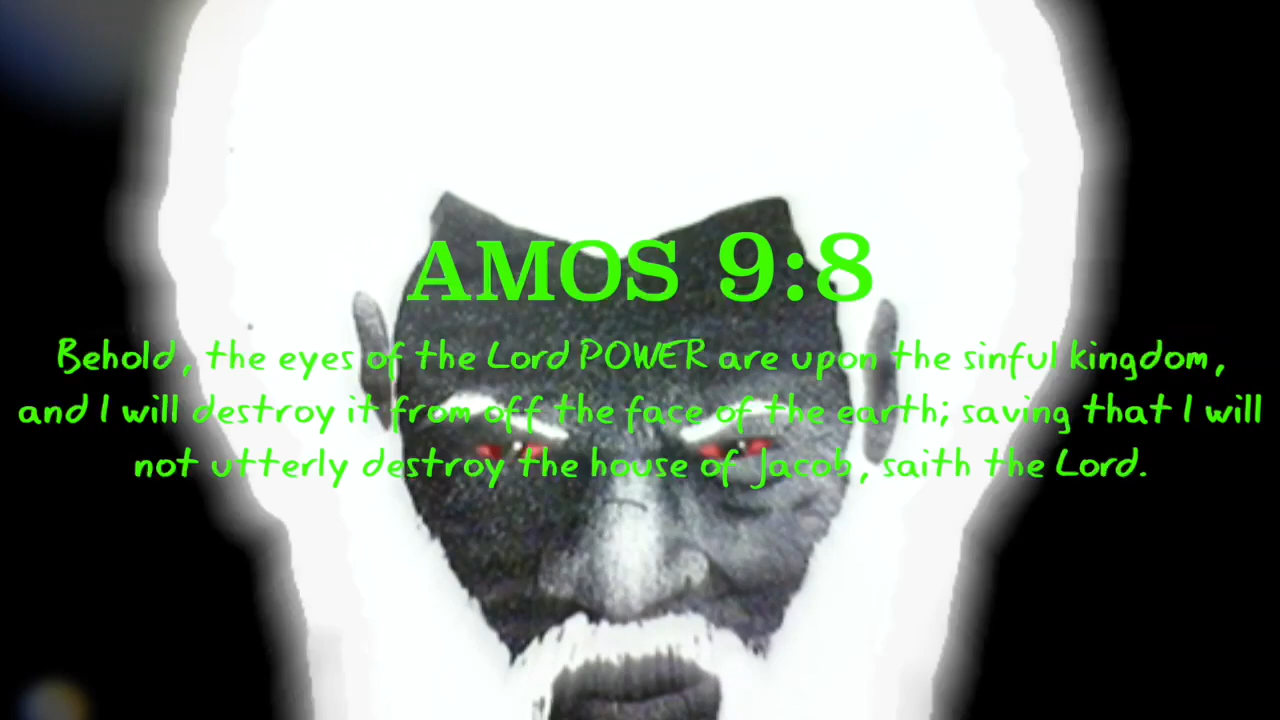 AMOS 9:8
Behold, the eyes of the Lord POWER are upon the sinful kingdom,
and I will destroy it from off the face of the earth; saving that I will
not utterly destroy the house of Jacob, saith the Lord.